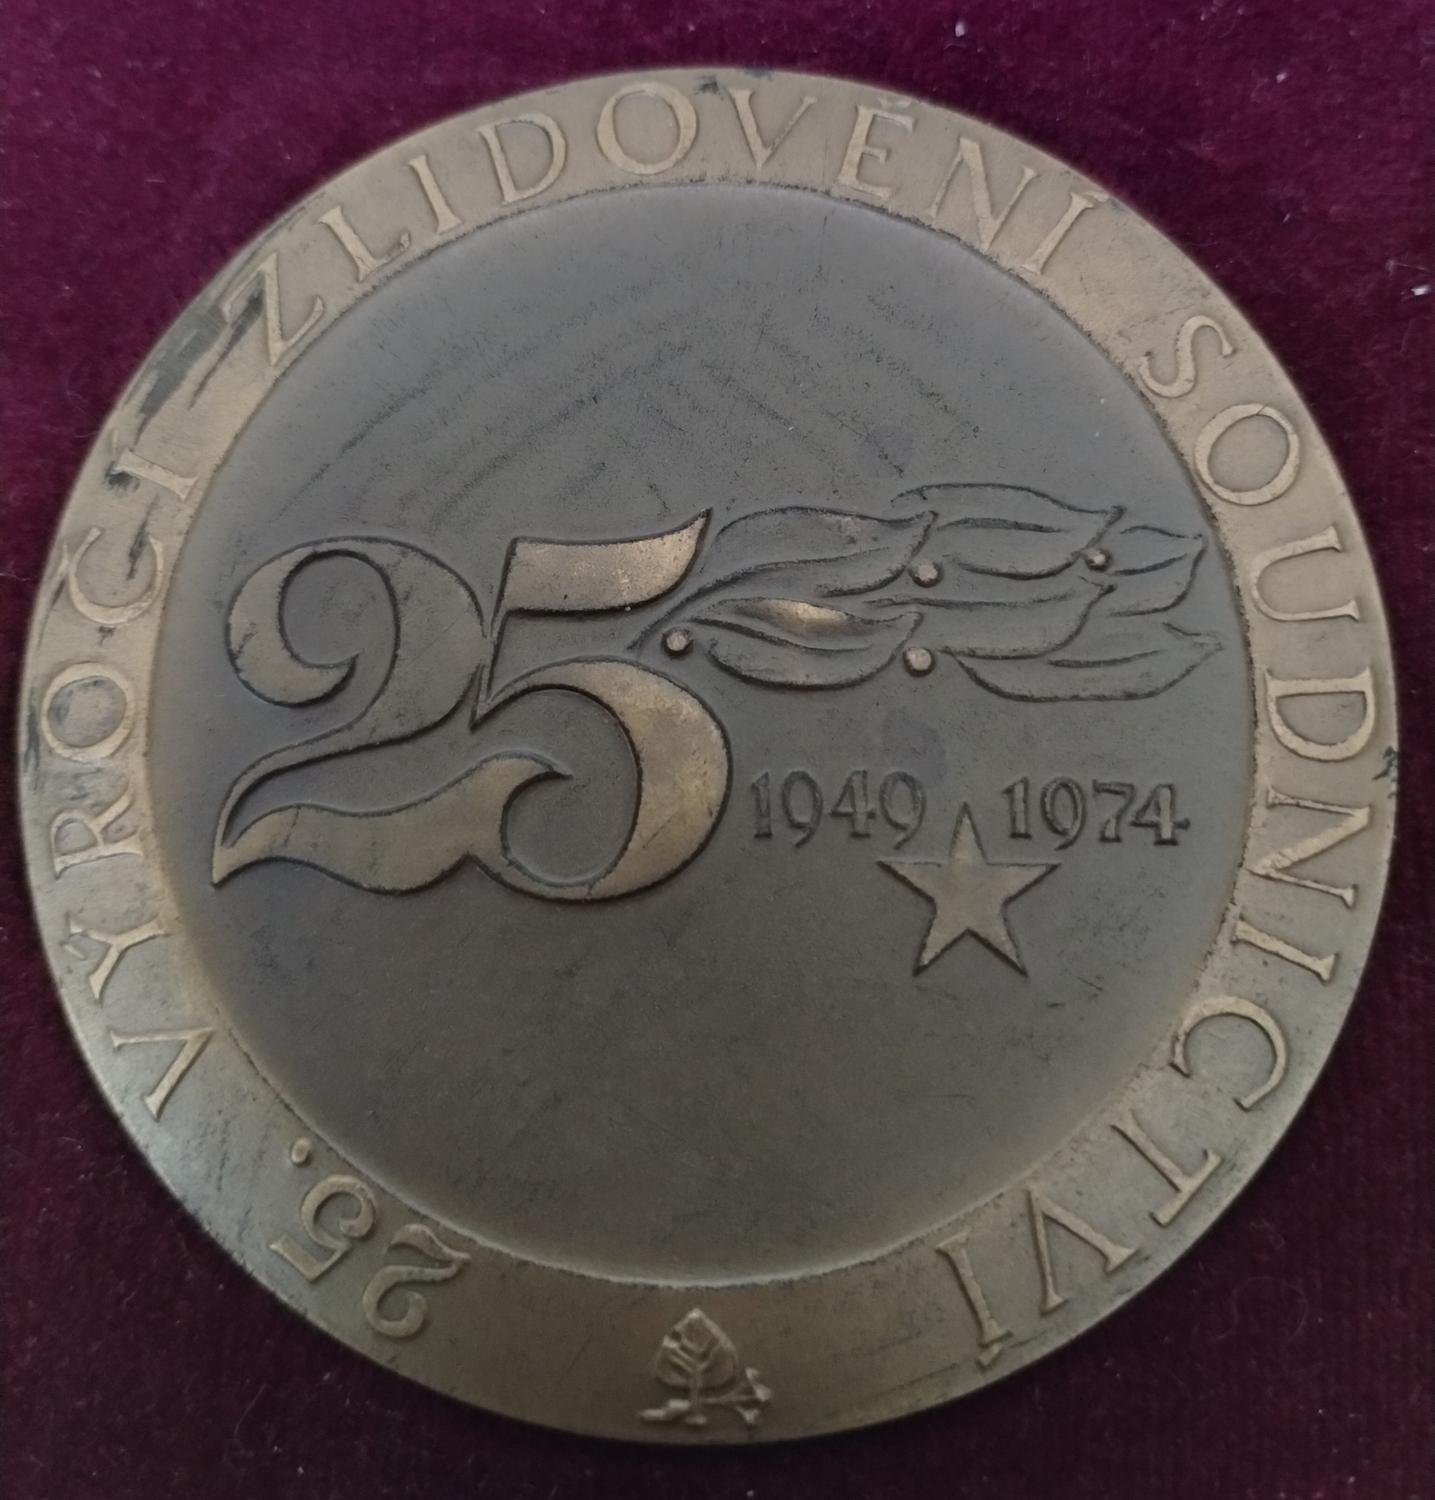 25. VÝROČÍ ZLIDOVĚNÍ SOUDNICTVÍ
25
1949 1974